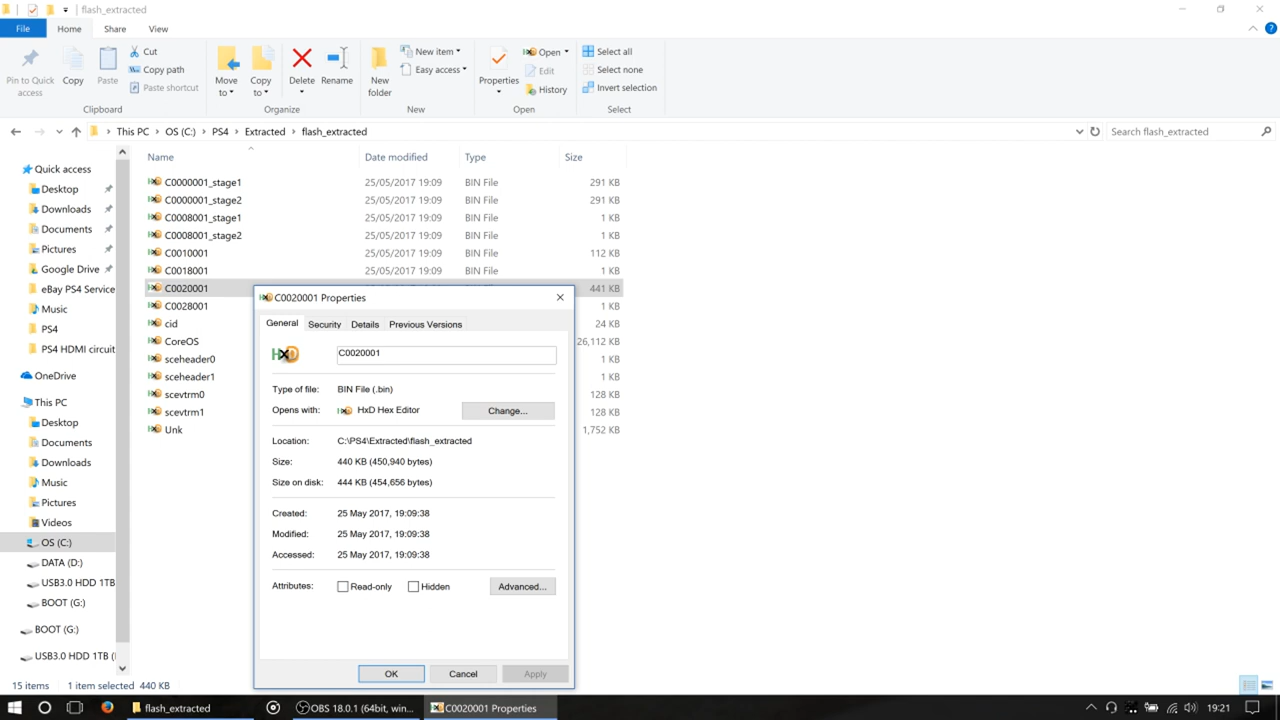 flash_extracted
File Home Share View
Pin to Quick access
Copy
Paste
Cut
Copy path
Paste shortcut
Clipboard
Move to
Copy to
Delete
Rename
Organize
New folder
New item
Easy access
New
Properties
Open
Edit
History
Open
Select all
Select none
Invert selection
Select
This PC > OS (C:) > PS4 > Extracted > flash_extracted
Search flash_extracted
Name Date modified Type Size
C0000001_stage1 25/05/2017 19:09 BIN File 291 KB
C0000001_stage2 25/05/2017 19:09 BIN File 291 KB
C0008001_stage1 25/05/2017 19:09 BIN File 1 KB
C0008001_stage2 25/05/2017 19:09 BIN File 1 KB
C0010001 25/05/2017 19:09 BIN File 112 KB
C0018001 25/05/2017 19:09 BIN File 1 KB
C0020001 441 KB
C0028001 1 KB
cid 24 KB
CoreOS 26,112 KB
sceheader0 1 KB
sceheader1 1 KB
scevtrm0 128 KB
scevtrm1 128 KB
Unk 1,752 KB
Quick access
Desktop
Downloads
Documents
Pictures
Google Drive
eBay PS4 Service
Music
PS4
PS4 HDMI circuit
OneDrive
This PC
Desktop
Documents
Downloads
Music
Pictures
Videos
OS (C:)
DATA (D:)
USB3.0 HDD 1TB
BOOT (G:)
BOOT (G:)
USB3.0 HDD 1TB (
C0020001 Properties
General Security Details Previous Versions
C0020001
Type of file: BIN File (.bin)
Opens with: HxD Hex Editor Change...
Location: C:\PS4\Extracted\flash_extracted
Size: 440 KB (450,940 bytes)
Size on disk: 444 KB (454,656 bytes)
Created: 25 May 2017, 19:09:38
Modified: 25 May 2017, 19:09:38
Accessed: 25 May 2017, 19:09:38
Attributes: Read-only Hidden Advanced...
OK Cancel Apply
15 items 1 item selected 440 KB
flash_extracted OBS 18.0.1 (64bit, win... C0020001 Properties 19:21